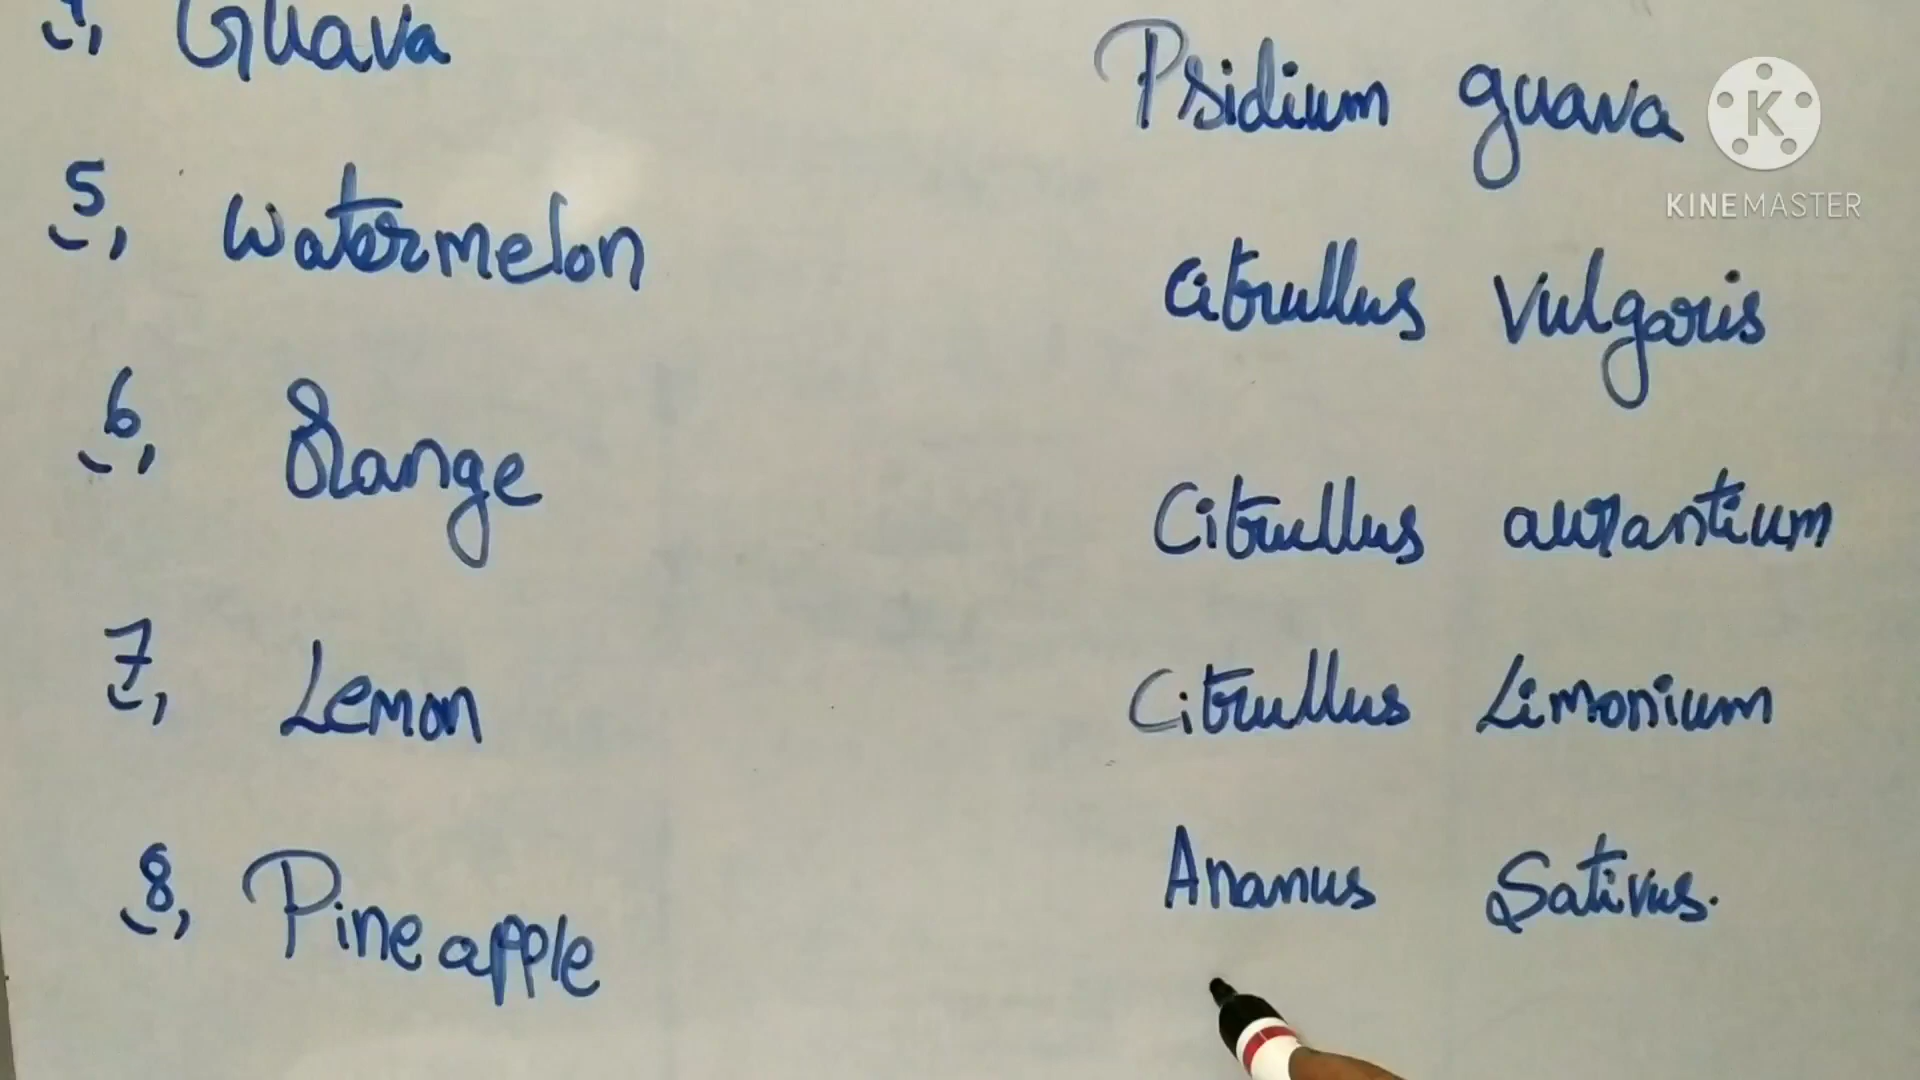 4, Guava Psidium guava
KINEMASTER
5, Watermelon Citrullus Vulgaris
6, Orange Citrullus aurantium
7, Lemon Citrullus Limonium
8, Pineapple Ananus Sativus.